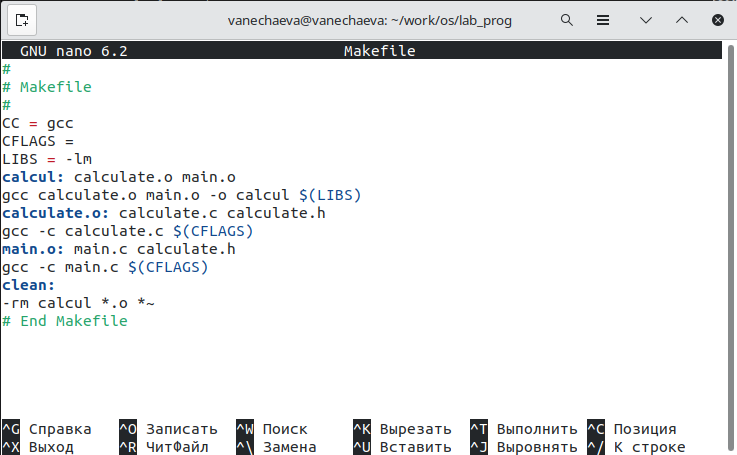 vanechaeva@vanechaeva: ~/work/os/lab_prog
GNU nano 6.2 Makefile
#
# Makefile
#
CC = gcc
CFLAGS =
LIBS = -lm
calcul: calculate.o main.o
gcc calculate.o main.o -o calcul $(LIBS)
calculate.o: calculate.c calculate.h
gcc -c calculate.c $(CFLAGS)
main.o: main.c calculate.h
gcc -c main.c $(CFLAGS)
clean:
-rm calcul *.o *~
# End Makefile
^G Справка ^O Записать ^W Поиск ^K Вырезать ^T Выполнить ^C Позиция
^X Выход ^R ЧитФайл ^\ Замена ^U Вставить ^J Выровнять ^/ К строке